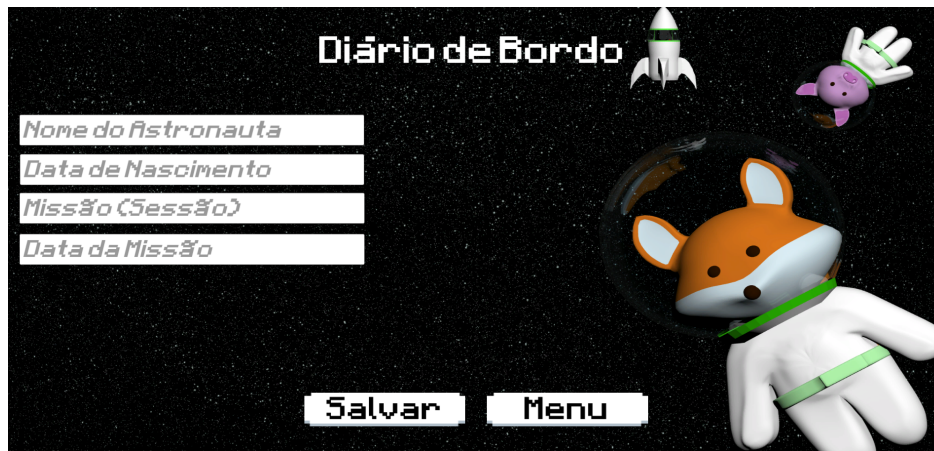 Diário de Bordo
Nome do Astronauta
Data de Nascimento
Missão (Sessão)
Data da Missão
Salvar
Menu